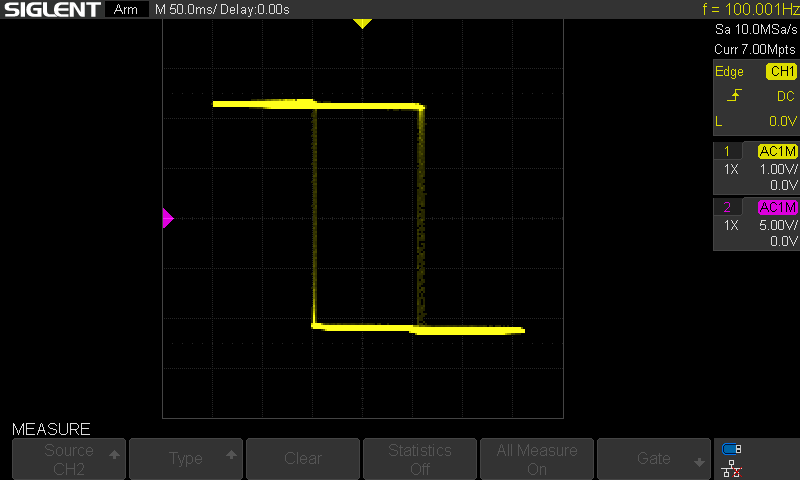 SIGLENT Arm M 50.0ms/ Delay:0.00s f = 100.001Hz
Sa 10.0MSa/s
Curr 7.00Mpts
Edge CH1
DC
L 0.0V
1 AC1M
1X 1.00V/
0.0V
2 AC1M
1X 5.00V/
0.0V
MEASURE
Source CH2
Type
Clear
Statistics Off
All Measure On
Gate